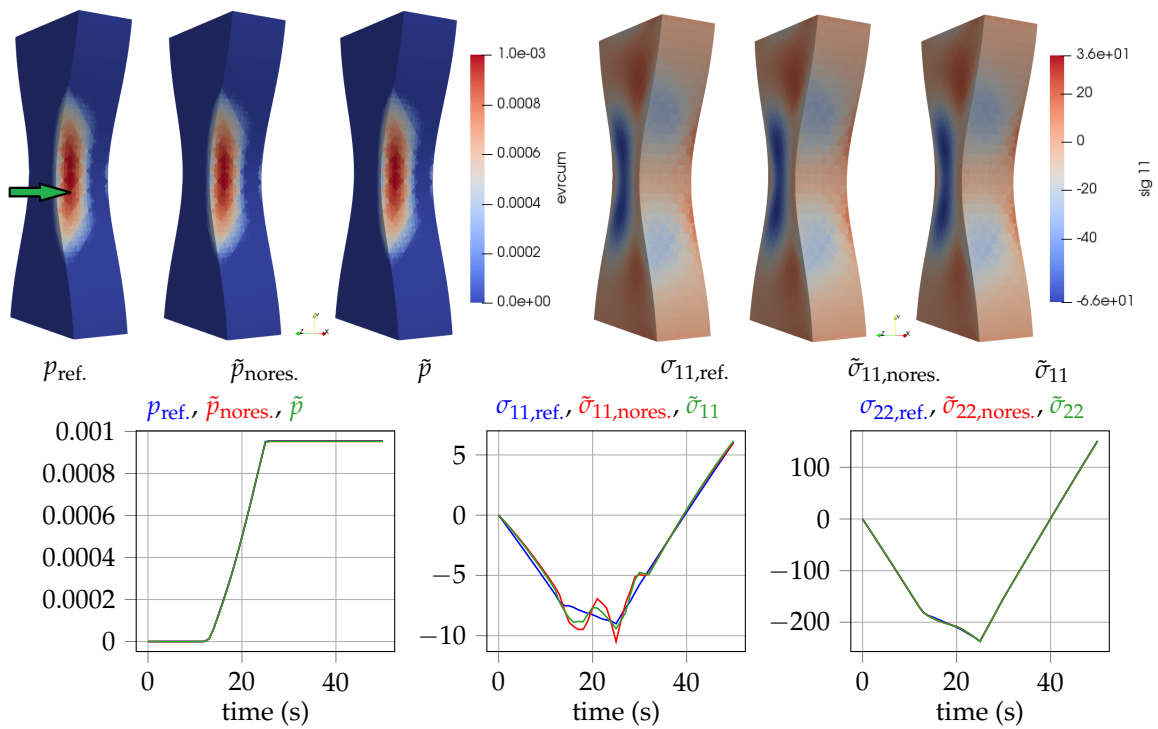 1.0e-03
0.0008
0.0006
0.0004
0.0002
0.0e+00
evrcum
3.6e+01
20
0
-20
-40
-6.6e+01
sig 11
Y
Z X
Y
Z X
p_ref. p̃_nores. p̃ σ_11,ref. σ̃_11,nores. σ̃_11
p_ref., p̃_nores., p̃
0.001
0.0008
0.0006
0.0004
0.0002
0
0 20 40
time (s)
σ_11,ref., σ̃_11,nores., σ̃_11
5
0
−5
−10
0 20 40
time (s)
σ_22,ref., σ̃_22,nores., σ̃_22
100
0
−100
−200
0 20 40
time (s)